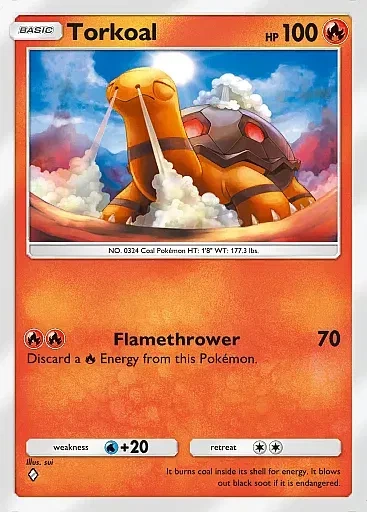 BASIC
Torkoal
HP 100
NO. 0324 Coal Pokémon HT: 1'8" WT: 177.3 lbs.
Flamethrower 70
Discard a Energy from this Pokémon.
weakness +20 retreat
Illus. sui
It burns coal inside its shell for energy. It blows
out black soot if it is endangered.